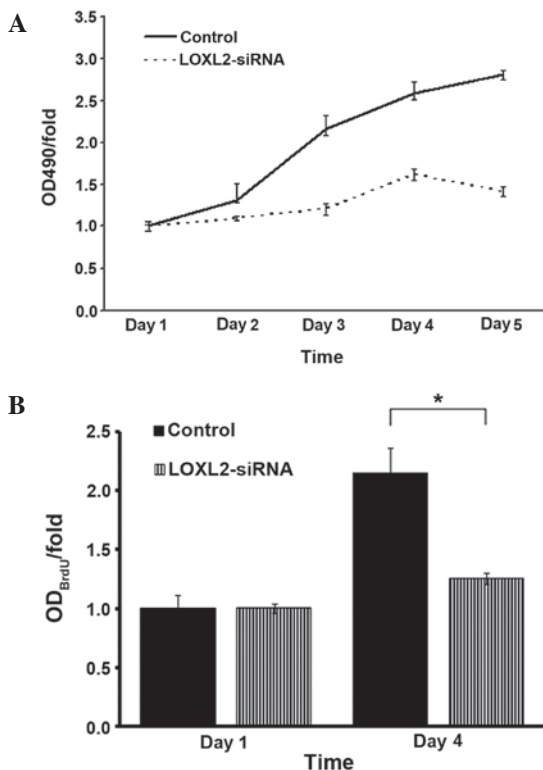 A
3.5
3.0
2.5
2.0
1.5
1.0
0.5
0.0
OD490/fold
Control
LOXL2-siRNA
Day 1 Day 2 Day 3 Day 4 Day 5
Time
B
*
2.5
2.0
1.5
1.0
0.5
0.0
OD_BrdU/fold
Control
LOXL2-siRNA
Day 1 Day 4
Time